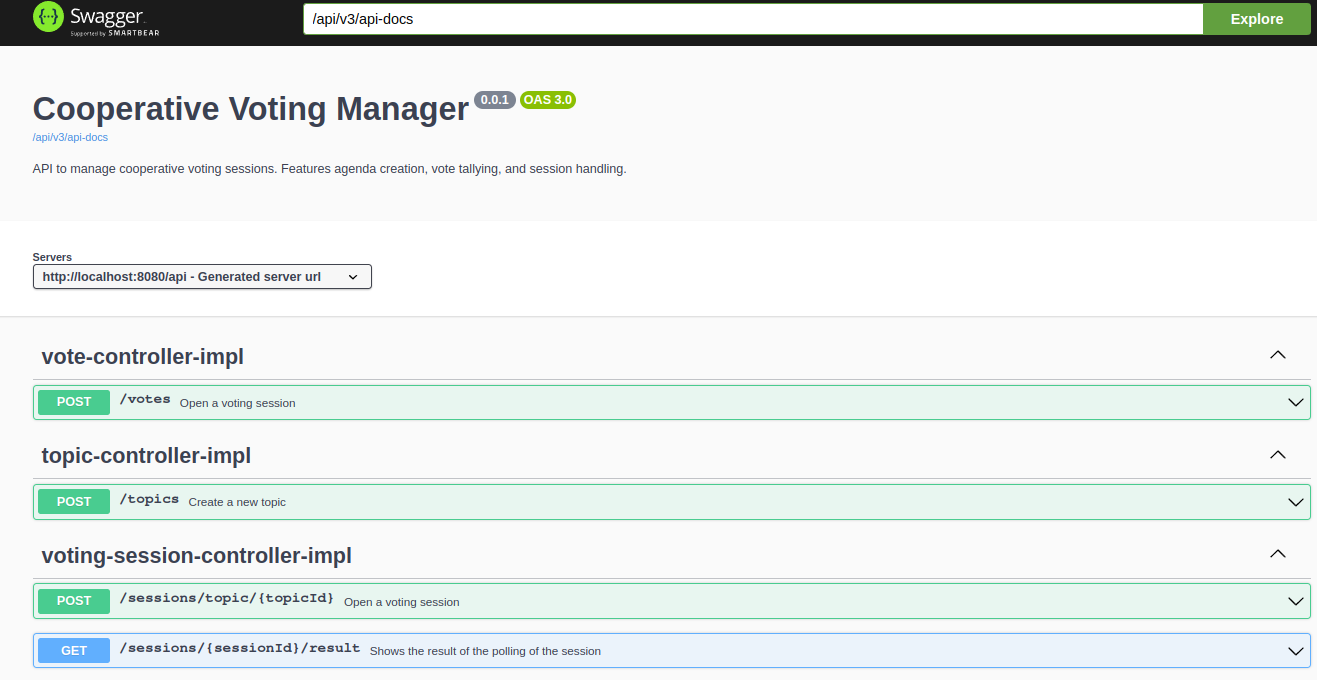 {···} Swagger
Supported by SMARTBEAR
/api/v3/api-docs
Explore
Cooperative Voting Manager 0.0.1 OAS 3.0
/api/v3/api-docs
API to manage cooperative voting sessions. Features agenda creation, vote tallying, and session handling.
Servers
http://localhost:8080/api - Generated server url
vote-controller-impl
POST /votes Open a voting session
topic-controller-impl
POST /topics Create a new topic
voting-session-controller-impl
POST /sessions/topic/{topicId} Open a voting session
GET /sessions/{sessionId}/result Shows the result of the polling of the session